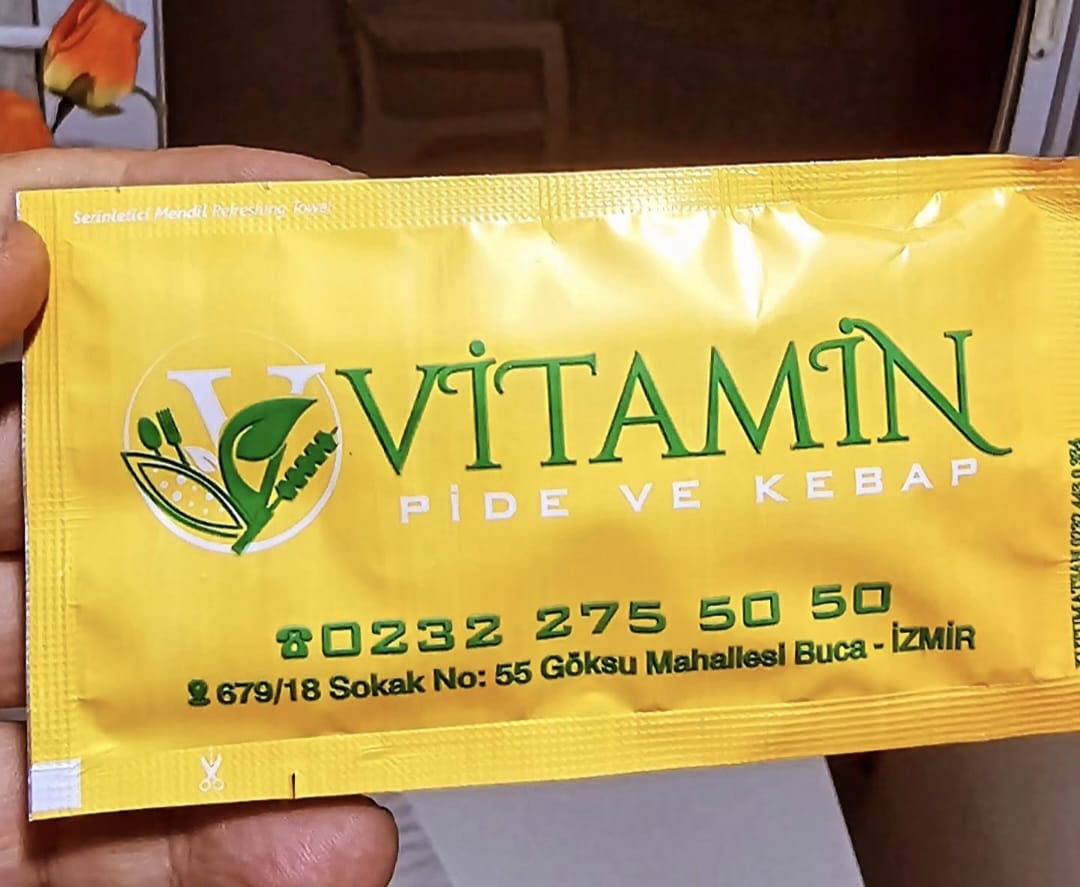 Serinletici Mendil Refreshing Towel
V
VİTAMİN
PİDE VE KEBAP
0232 275 50 50
679/18 Sokak No: 55 Göksu Mahallesi Buca - İZMİR